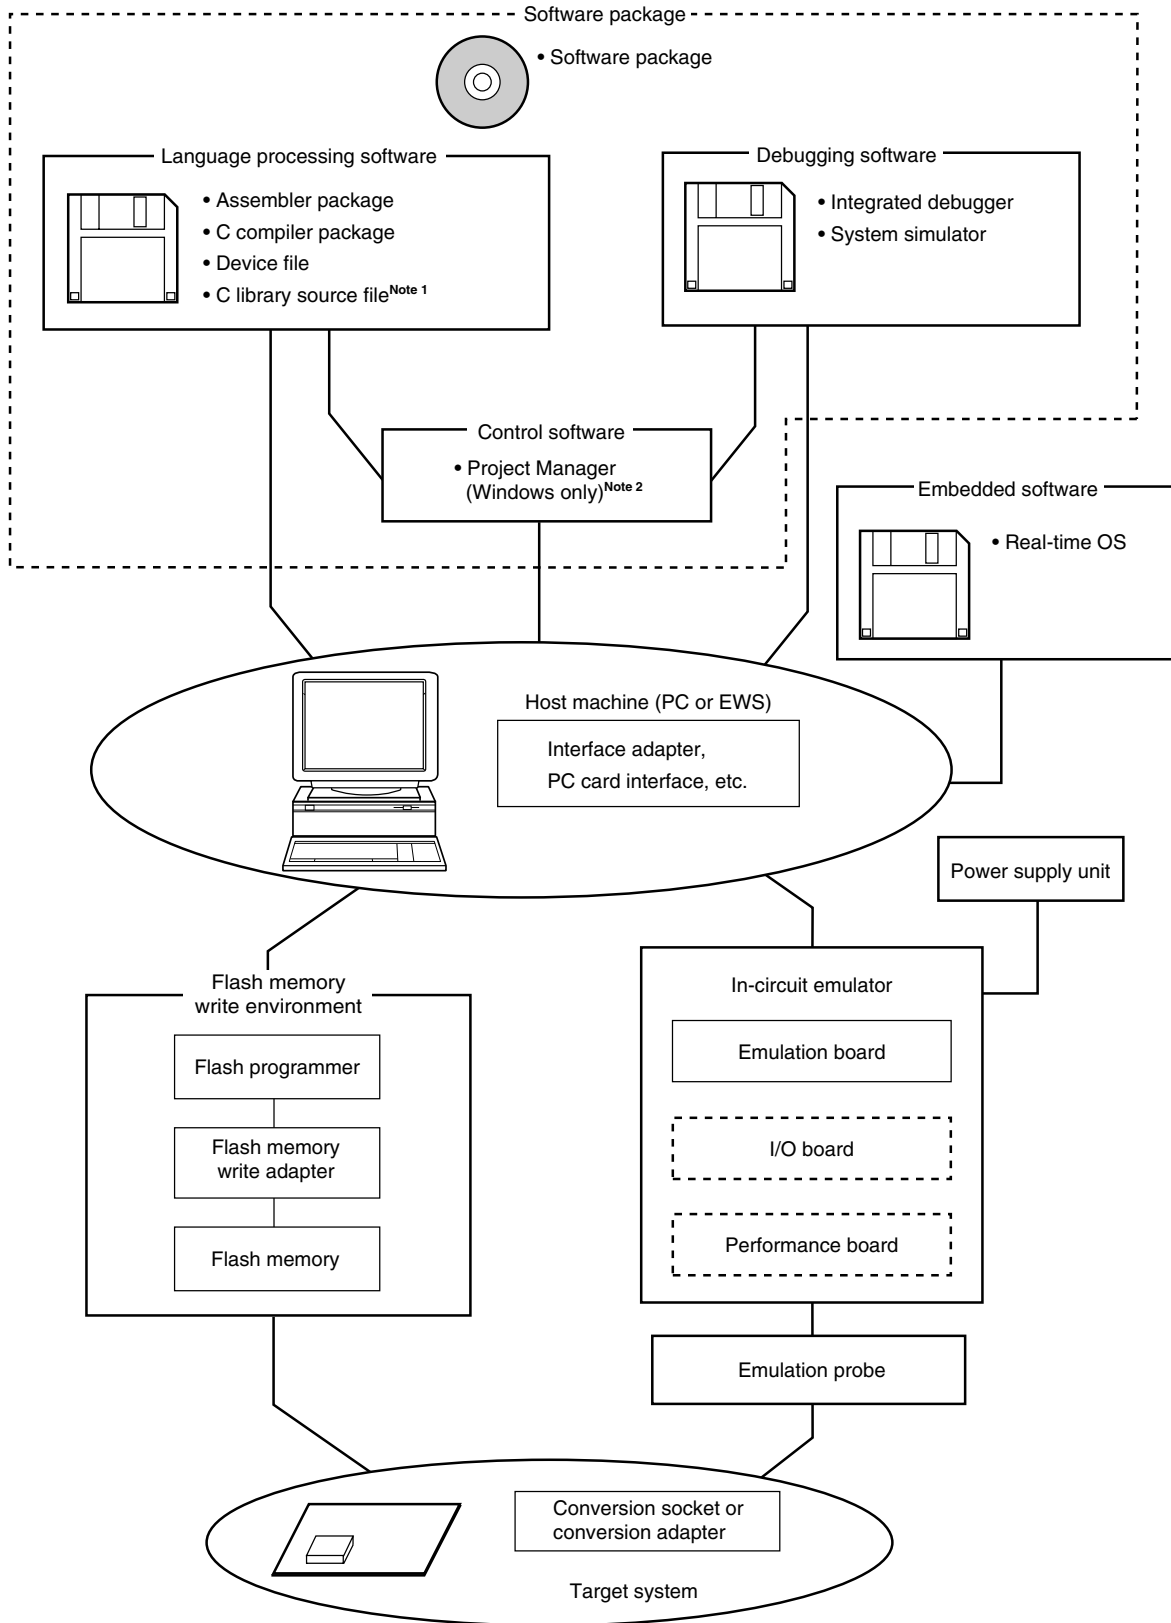 Software package
• Software package
Language processing software
• Assembler package
• C compiler package
• Device file
• C library source fileNote 1
Debugging software
• Integrated debugger
• System simulator
Control software
• Project Manager
(Windows only)Note 2
Embedded software
• Real-time OS
Host machine (PC or EWS)
Interface adapter,
PC card interface, etc.
Power supply unit
Flash memory
write environment
Flash programmer
Flash memory
write adapter
Flash memory
In-circuit emulator
Emulation board
I/O board
Performance board
Emulation probe
Conversion socket or
conversion adapter
Target system